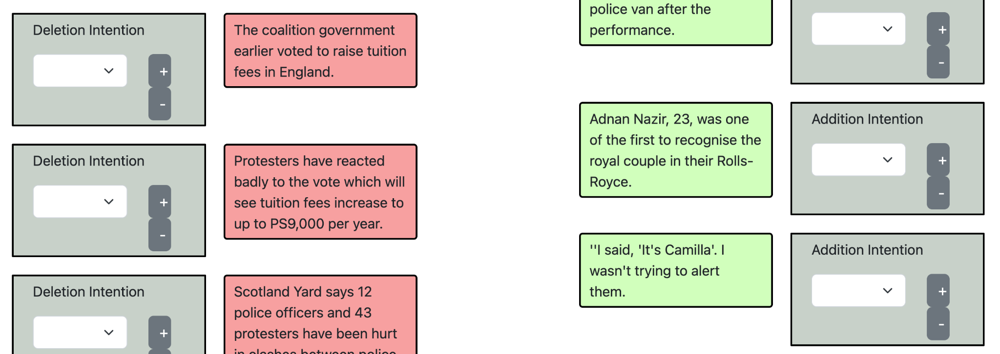 Deletion Intention
+
-
The coalition government
earlier voted to raise tuition
fees in England.
Deletion Intention
+
-
Protesters have reacted
badly to the vote which will
see tuition fees increase to
up to PS9,000 per year.
Deletion Intention
+
Scotland Yard says 12
police officers and 43
protesters have been hurt
in clashes between police
police van after the
performance.
+
-
Adnan Nazir, 23, was one
of the first to recognise the
royal couple in their Rolls-
Royce.
Addition Intention
+
-
''I said, 'It's Camilla'. I
wasn't trying to alert
them.
Addition Intention
+
-